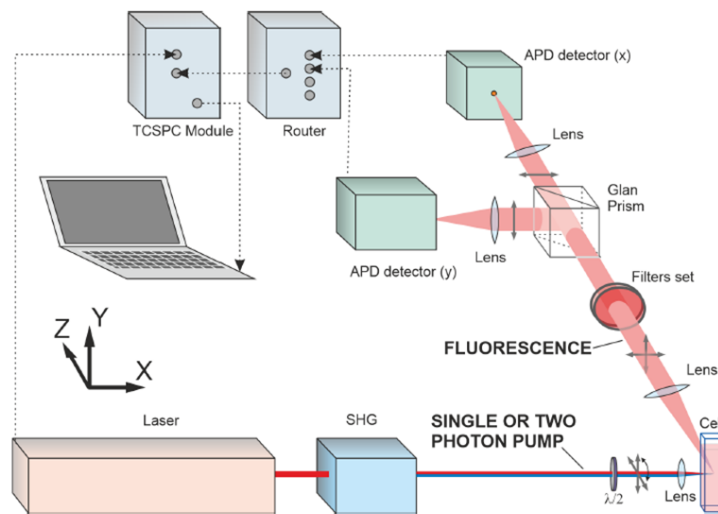 APD detector (x)
TCSPC Module
Router
Lens
Glan
Prism
APD detector (y)
Lens
Filters set
FLUORESCENCE
Z
Y
X
Lens
Laser
SHG
SINGLE OR TWO
PHOTON PUMP
Ce
λ/2
Lens